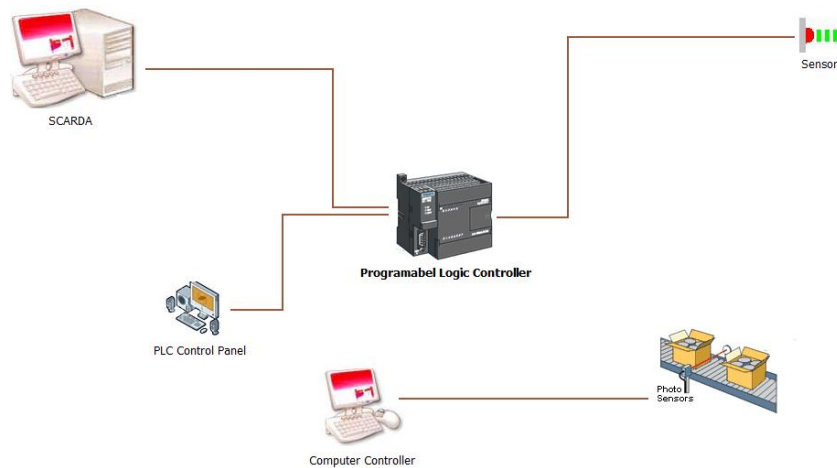 Sensor
SCARDA
Programabel Logic Controller
PLC Control Panel
Photo
Sensors
Computer Controller